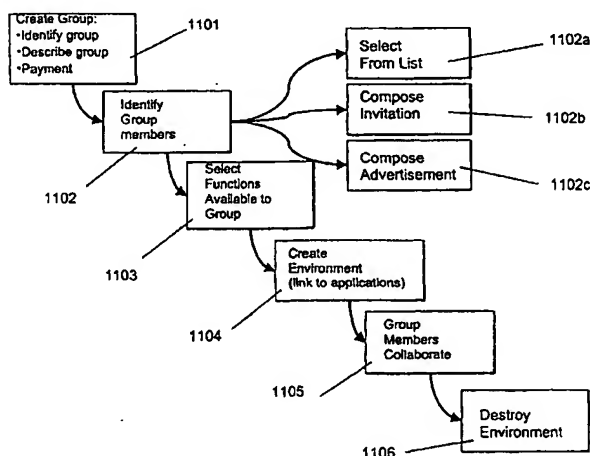 Create Group:
•Identify group
•Describe group
•Payment
1101
Identify
Group
members
1102
Select
From List
1102a
Compose
Invitation
1102b
Compose
Advertisement
1102c
Select
Functions
Available to
Group
1103
Create
Environment
(link to applications)
1104
Group
Members
Collaborate
1105
Destroy
Environment
1106